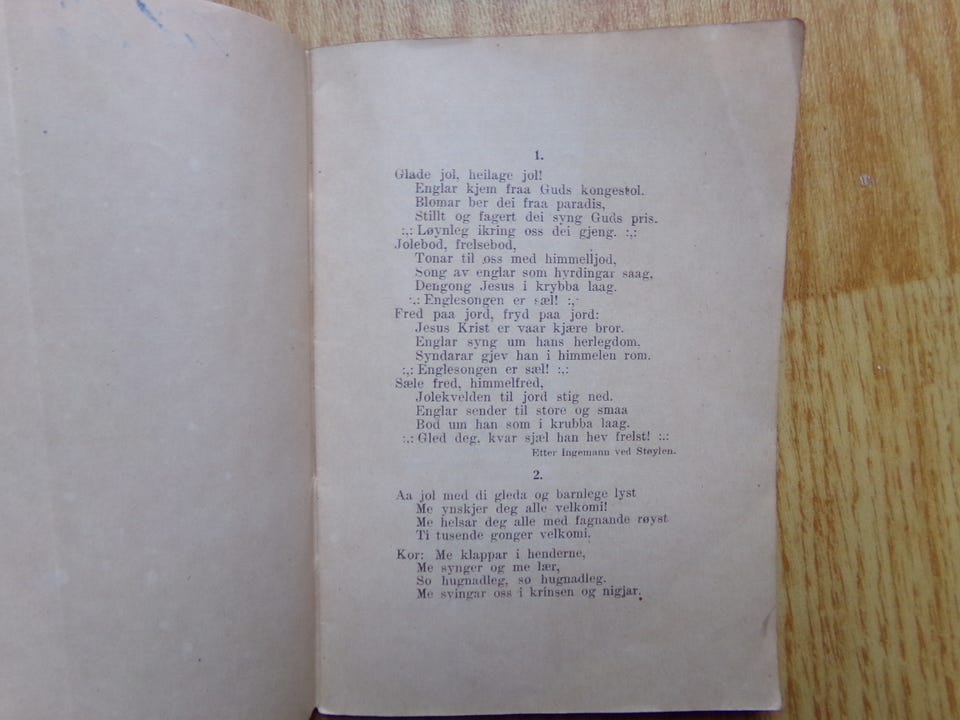 1.
Glade jol, heilage jol!
Englar kjem fraa Guds kongestol.
Blomar ber dei fraa paradis,
Stillt og fagert dei syng Guds pris.
:,: Løynleg ikring oss dei gjeng. :,:
Jolebod, frelsebod,
Tonar til oss med himmelljod,
Song av englar som hyrdingar saag,
Dengong Jesus i krybba laag.
:,: Englesongen er sæl! :,:
Fred paa jord, fryd paa jord:
Jesus Krist er vaar kjære bror.
Englar syng um hans herlegdom,
Syndarar gjev han i himmelen rom.
:,: Englesongen er sæl! :,:
Sæle fred, himmelfred,
Jolekvelden til jord stig ned.
Englar sender til store og smaa
Bod um han som i krubba laag.
:,: Gled deg, kvar sjæl han hev frelst! :,:
Etter Ingemann ved Støylen.
2.
Aa jol med di gleda og barnlege lyst
Me ynskjer deg alle velkomi!
Me helsar deg alle med fagnande røyst
Ti tusende gonger velkomi.
Kor: Me klappar i henderne,
Me synger og me lær,
So hugnadleg, so hugnadleg.
Me svingar oss i krinsen og nigjar.